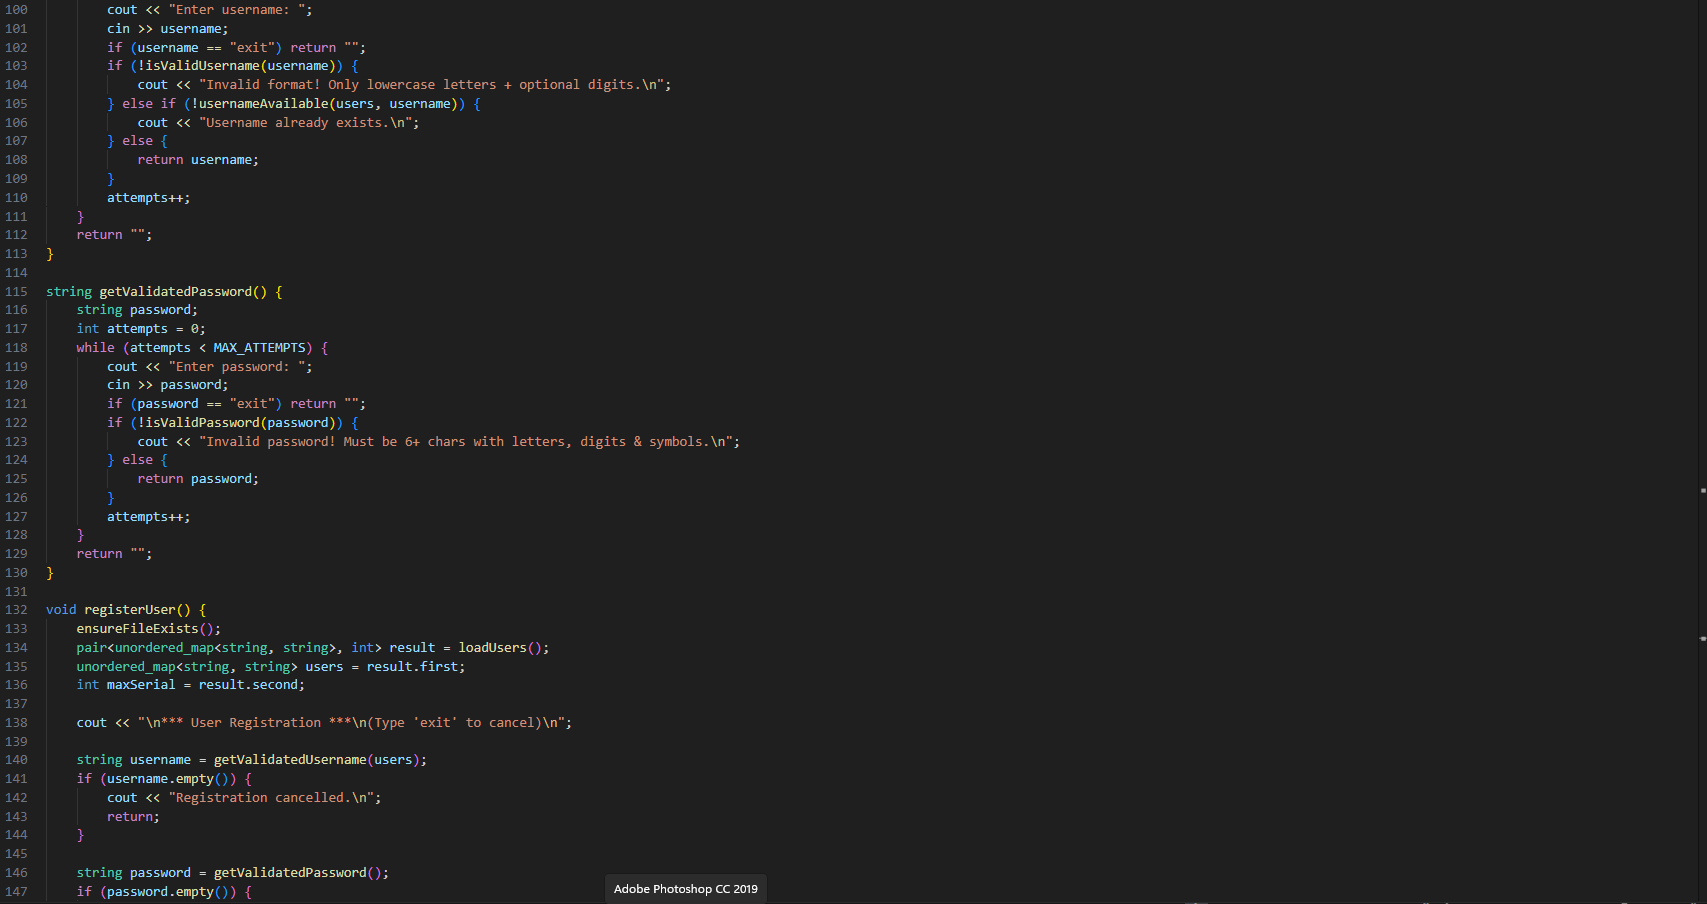 100 cout << "Enter username: ";
101 cin >> username;
102 if (username == "exit") return "";
103 if (!isValidUsername(username)) {
104 cout << "Invalid format! Only lowercase letters + optional digits.\n";
105 } else if (!usernameAvailable(users, username)) {
106 cout << "Username already exists.\n";
107 } else {
108 return username;
109 }
110 attempts++;
111 }
112 return "";
113 }
114
115 string getValidatedPassword() {
116 string password;
117 int attempts = 0;
118 while (attempts < MAX_ATTEMPTS) {
119 cout << "Enter password: ";
120 cin >> password;
121 if (password == "exit") return "";
122 if (!isValidPassword(password)) {
123 cout << "Invalid password! Must be 6+ chars with letters, digits & symbols.\n";
124 } else {
125 return password;
126 }
127 attempts++;
128 }
129 return "";
130 }
131
132 void registerUser() {
133 ensureFileExists();
134 pair<unordered_map<string, string>, int> result = loadUsers();
135 unordered_map<string, string> users = result.first;
136 int maxSerial = result.second;
137
138 cout << "\n*** User Registration ***\n(Type 'exit' to cancel)\n";
139
140 string username = getValidatedUsername(users);
141 if (username.empty()) {
142 cout << "Registration cancelled.\n";
143 return;
144 }
145
146 string password = getValidatedPassword();
147 if (password.empty()) {
Adobe Photoshop CC 2019